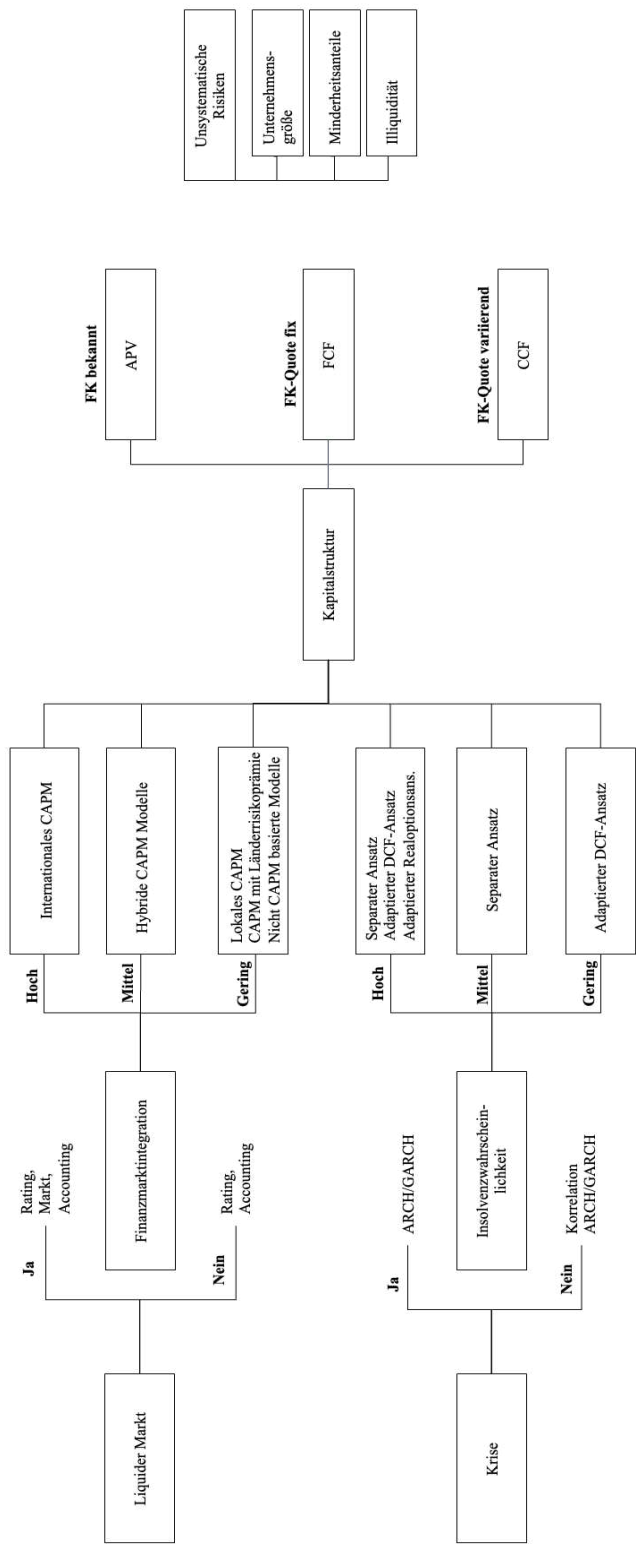 Liquider Markt
Ja
Rating,
Markt,
Accounting
Nein
Rating,
Accounting
Finanzmarktintegration
Hoch
Internationales CAPM
Mittel
Hybride CAPM Modelle
Gering
Lokales CAPM
CAPM mit Länderrisikoprämie
Nicht CAPM basierte Modelle
Krise
Ja
ARCH/GARCH
Nein
Korrelation
ARCH/GARCH
Insolvenzwahrschein-
lichkeit
Hoch
Separater Ansatz
Adaptierter DCF-Ansatz
Adaptierter Realoptionsans.
Mittel
Separater Ansatz
Gering
Adaptierter DCF-Ansatz
Kapitalstruktur
FK bekannt
APV
FK-Quote fix
FCF
FK-Quote variierend
CCF
Unsystematische
Risiken
Unternehmens-
größe
Minderheitsanteile
Illiquidität